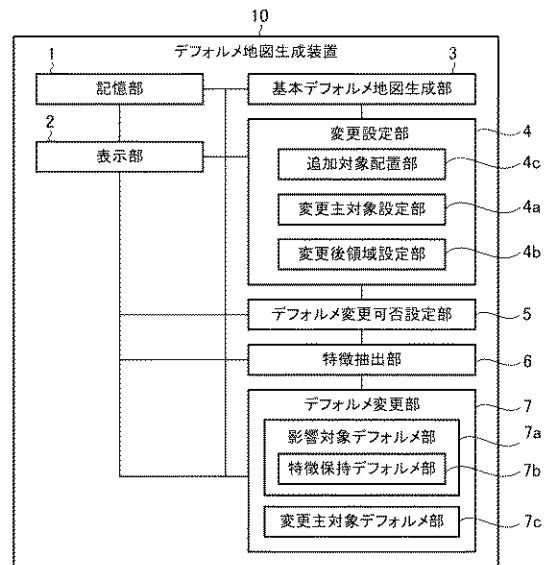 10
デフォルメ地図生成装置
1
記憶部
3
基本デフォルメ地図生成部
2
表示部
変更設定部
4
追加対象配置部
4c
変更主対象設定部
4a
変更後領域設定部
4b
デフォルメ変更可否設定部
5
特徴抽出部
6
デフォルメ変更部
7
影響対象デフォルメ部
7a
特徴保持デフォルメ部
7b
変更主対象デフォルメ部
7c